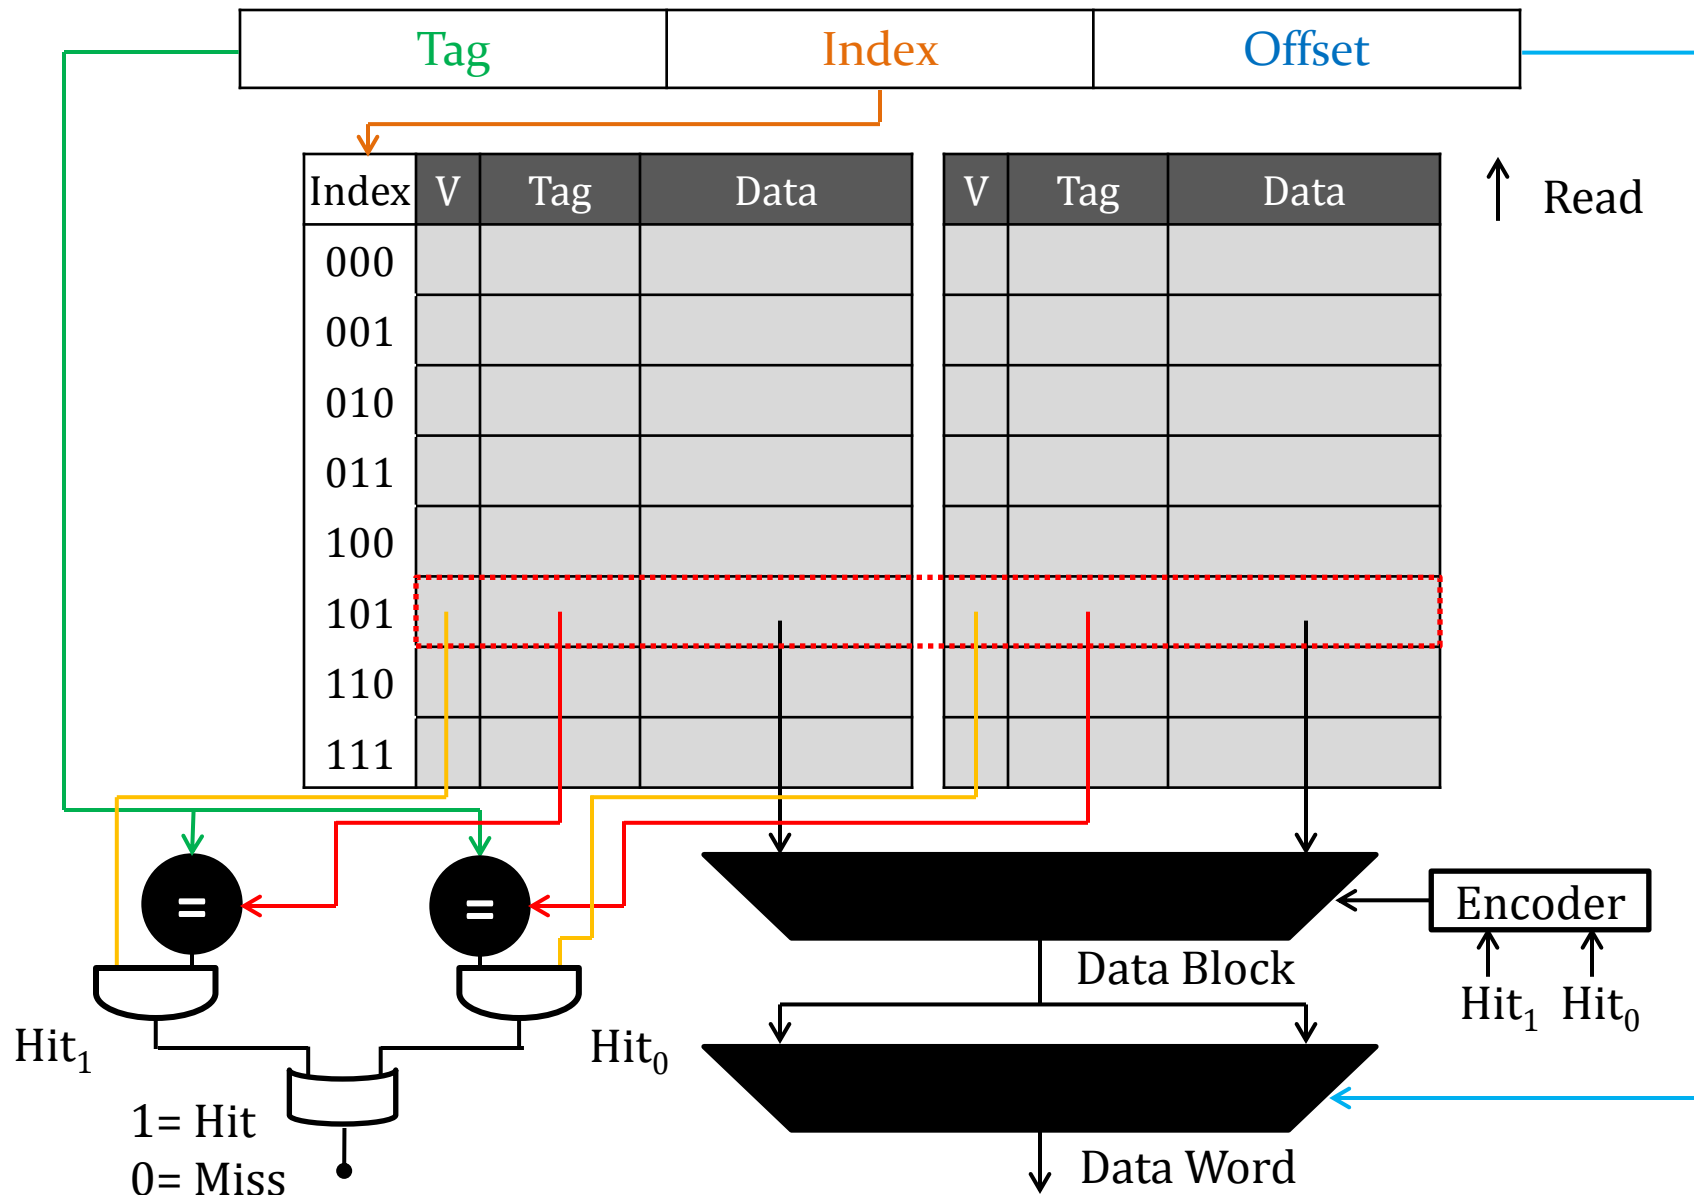 Tag Index Offset
Index V Tag Data V Tag Data
Read
000
001
010
011
100
101
110
111
= =
Encoder
Data Block
Hit₁ Hit₀
Hit₁ Hit₀
1= Hit
0= Miss
Data Word